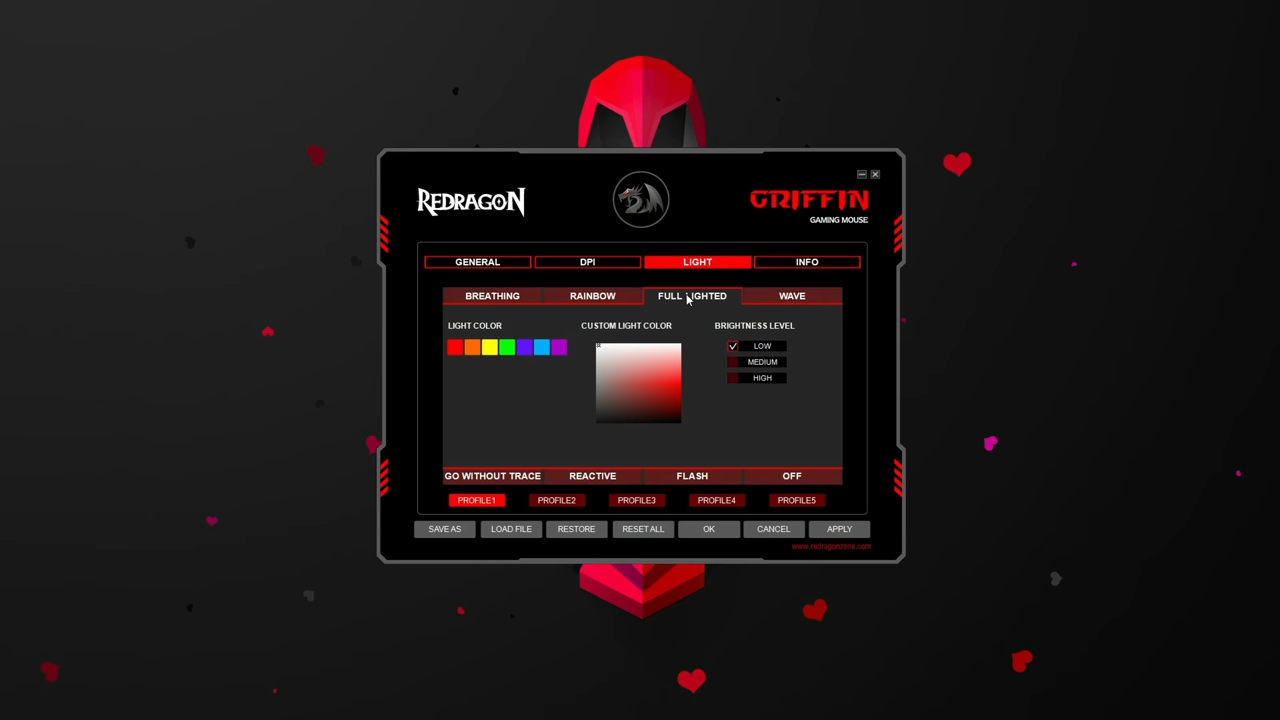 REDRAGON
GRIFFIN
GAMING MOUSE
GENERAL DPI LIGHT INFO
BREATHING RAINBOW FULL LIGHTED WAVE
LIGHT COLOR CUSTOM LIGHT COLOR BRIGHTNESS LEVEL
LOW
MEDIUM
HIGH
GO WITHOUT TRACE REACTIVE FLASH OFF
PROFILE1 PROFILE2 PROFILE3 PROFILE4 PROFILE5
SAVE AS LOAD FILE RESTORE RESET ALL OK CANCEL APPLY
www.redragonzone.com